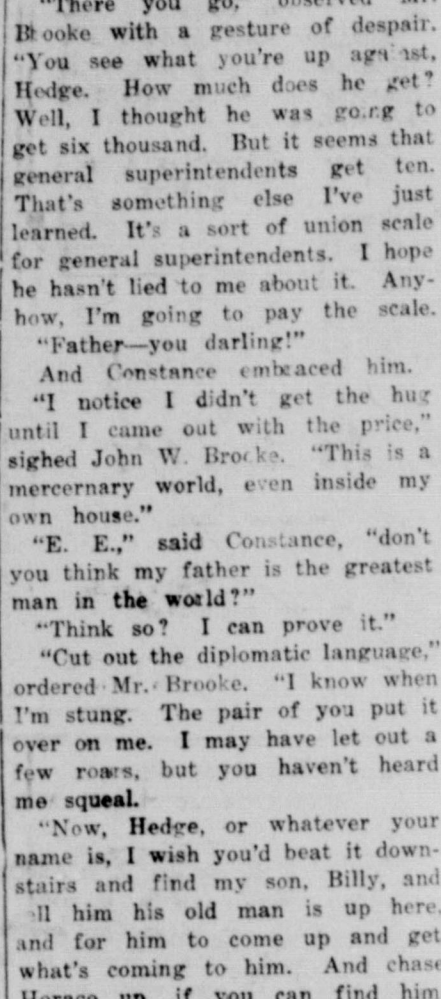 "There you go,"
Brooke with a gesture of despair.
"You see what you're up against,
Hedge. How much does he get?
Well, I thought he was going to
get six thousand. But it seems that
general superintendents get ten.
That's something else I've just
learned. It's a sort of union scale
for general superintendents. I hope
he hasn't lied to me about it. Any-
how, I'm going to pay the scale.
"Father—you darling!"
And Constance embraced him.
"I notice I didn't get the hug
until I came out with the price,"
sighed John W. Brooke. "This is a
mercernary world, even inside my
own house."
"E. E.," said Constance, "don't
you think my father is the greatest
man in the world?"
"Think so? I can prove it."
"Cut out the diplomatic language,"
ordered Mr. Brooke. "I know when
I'm stung. The pair of you put it
over on me. I may have let out a
few roars, but you haven't heard
me squeal.
"Now, Hedge, or whatever your
name is, I wish you'd beat it down-
stairs and find my son, Billy, and
him his old man is up here,
and for him to come up and get
what's coming to him. And chase
up, if you can find him